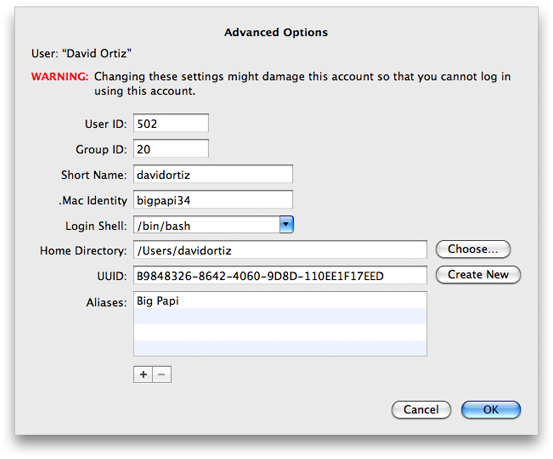 Advanced Options
User: “David Ortiz”
WARNING: Changing these settings might damage this account so that you cannot log in
using this account.
User ID: 502
Group ID: 20
Short Name: davidortiz
.Mac Identity bigpapi34
Login Shell: /bin/bash
Home Directory: /Users/davidortiz Choose...
UUID: B9848326-8642-4060-9D8D-110EE1F17EED Create New
Aliases: Big Papi
+ −
Cancel OK